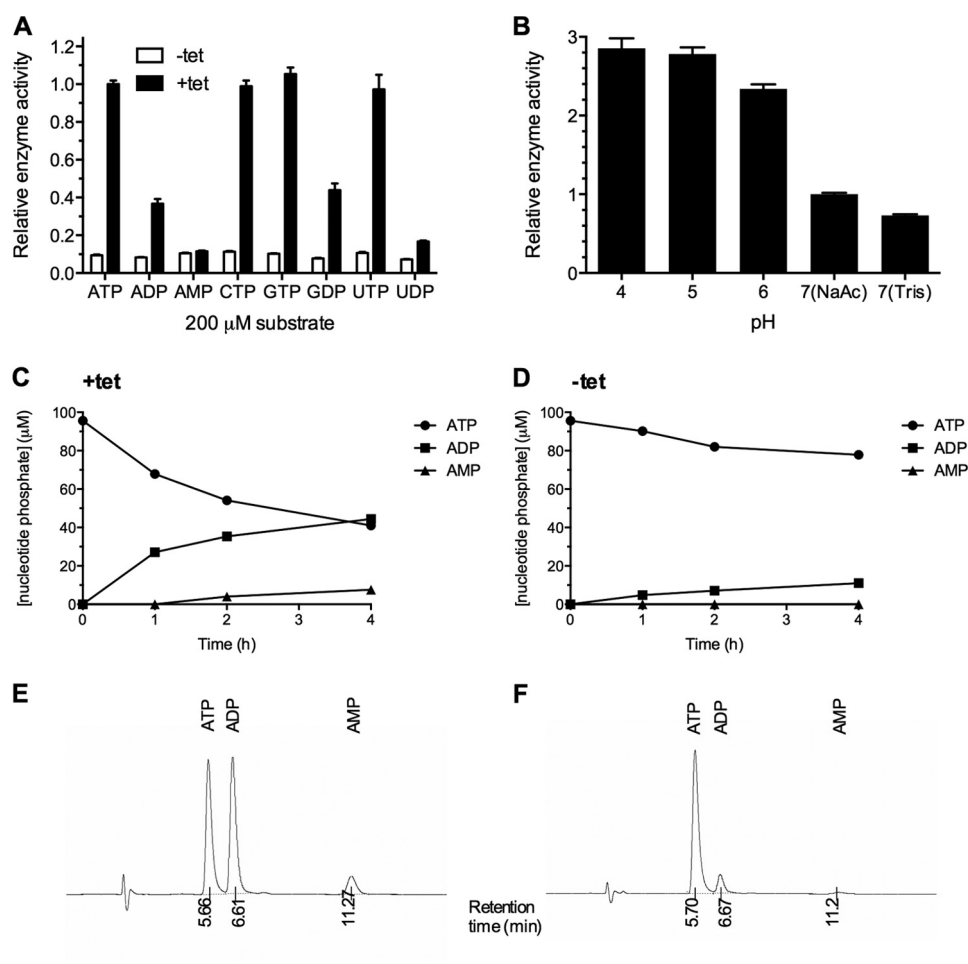 A
B
Relative enzyme activity
1.2
1.0
0.8
0.6
0.4
0.2
0.0
-tet
+tet
ATP ADP AMP CTP GTP GDP UTP UDP
200 μM substrate
Relative enzyme activity
3
2
1
0
4 5 6 7(NaAc) 7(Tris)
pH
C +tet
[nucleotide phosphate] (μM)
100
80
60
40
20
0
0 1 2 3 4
Time (h)
ATP
ADP
AMP
D -tet
[nucleotide phosphate] (μM)
100
80
60
40
20
0
0 1 2 3 4
Time (h)
ATP
ADP
AMP
E
ATP ADP AMP
5.66 6.61 11.27
F
ATP ADP AMP
5.70 6.67 11.2
Retention
time (min)